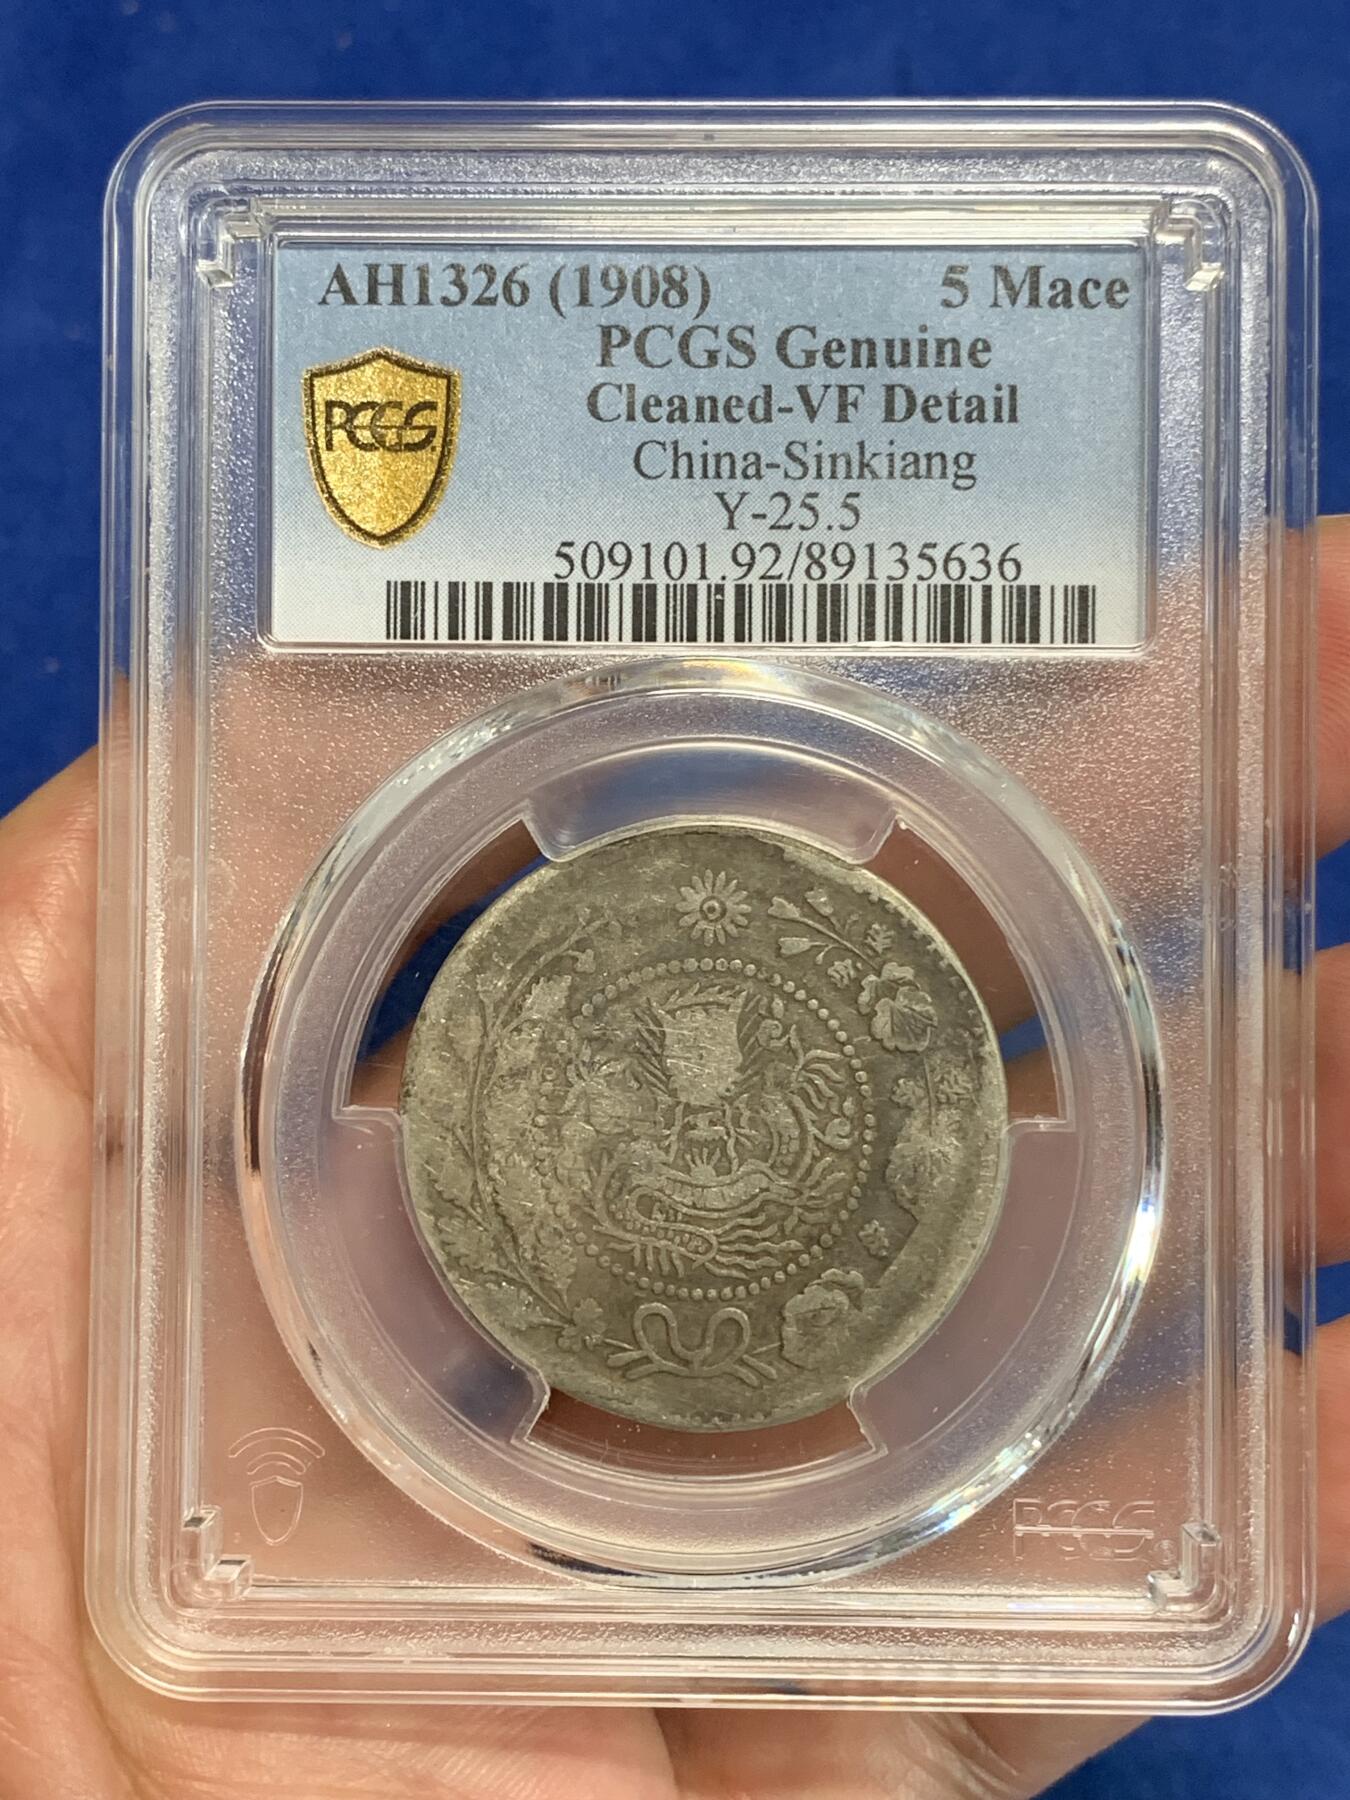 AH1326 (1908) 5 Mace
PCGS Genuine
Cleaned-VF Detail
China-Sinkiang
Y-25.5
509101.92/89135636
PCGS
PCGS